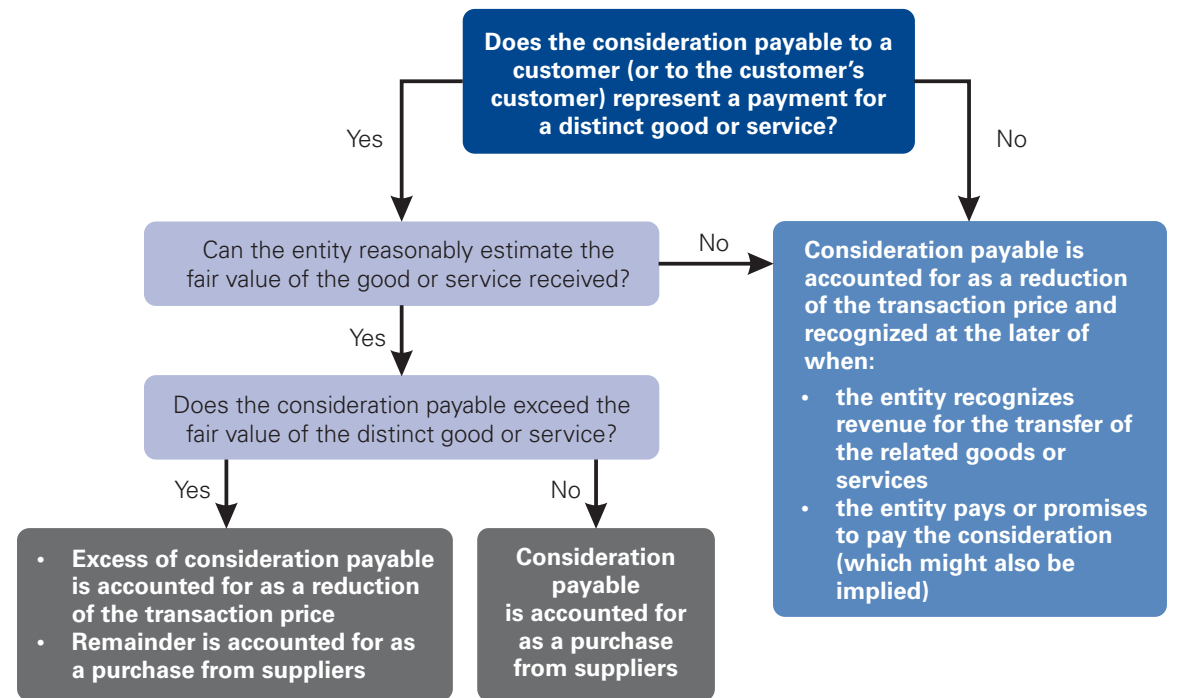 Does the consideration payable to a
customer (or to the customer's
customer) represent a payment for
a distinct good or service?
Yes
No
Can the entity reasonably estimate the
fair value of the good or service received?
No
Consideration payable is
accounted for as a reduction
of the transaction price and
recognized at the later of
when:
• the entity recognizes
revenue for the transfer of
the related goods or
services
• the entity pays or promises
to pay the consideration
(which might also be
implied)
Yes
Does the consideration payable exceed the
fair value of the distinct good or service?
Yes
No
• Excess of consideration payable
is accounted for as a reduction
of the transaction price
• Remainder is accounted for as
a purchase from suppliers
Consideration
payable
is accounted for
as a purchase
from suppliers